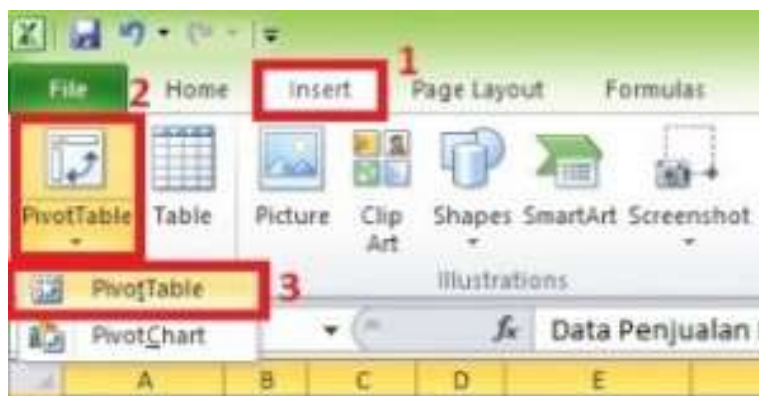 1
File 2 Home Insert Page Layout Formulas
PivotTable Table Picture Clip Art Shapes SmartArt Screenshot
Illustrations
PivotTable 3
PivotChart fx Data Penjualan
A B C D E